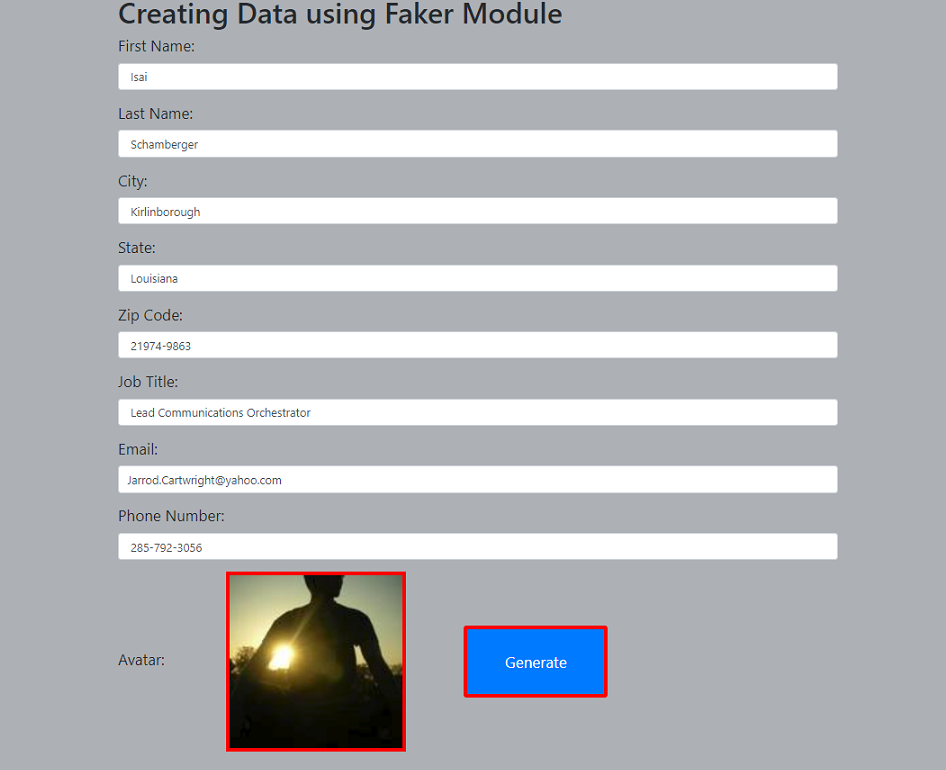 Creating Data using Faker Module
First Name:
Isai
Last Name:
Schamberger
City:
Kirlinborough
State:
Louisiana
Zip Code:
21974-9863
Job Title:
Lead Communications Orchestrator
Email:
Jarrod.Cartwright@yahoo.com
Phone Number:
285-792-3056
Avatar:
Generate